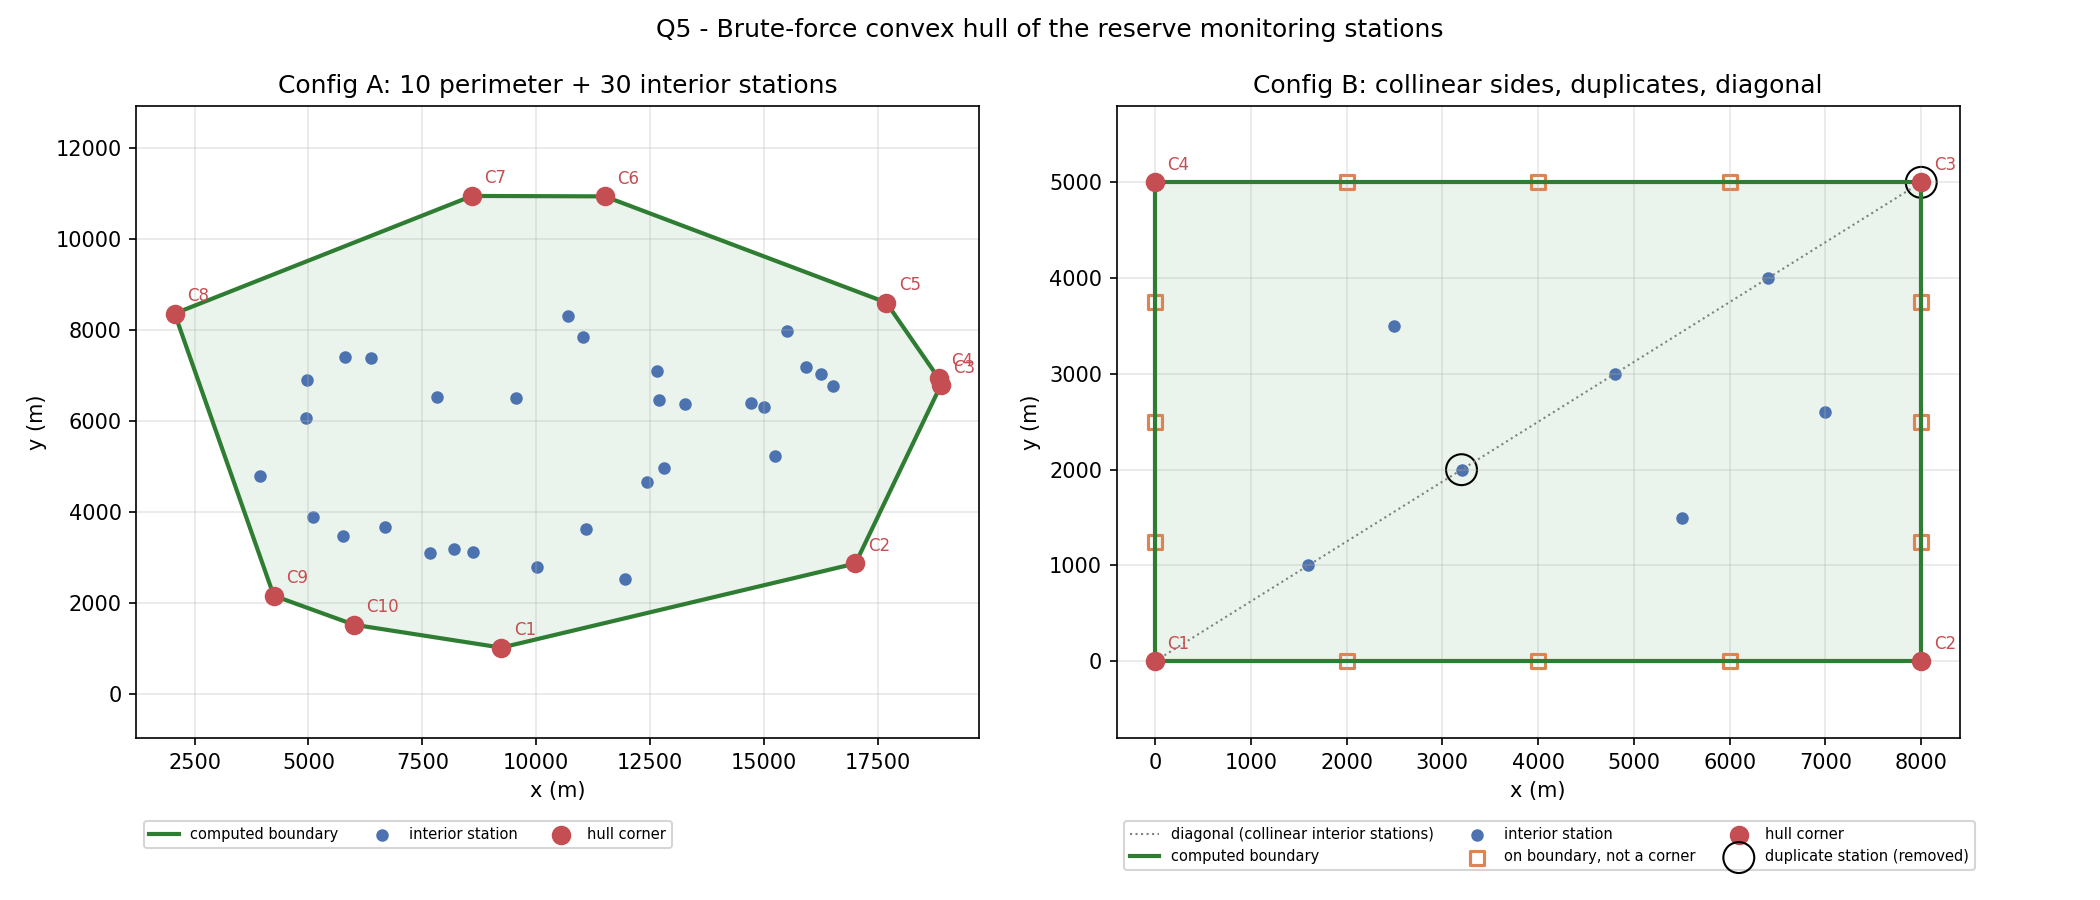 Q5 - Brute-force convex hull of the reserve monitoring stations
Config A: 10 perimeter + 30 interior stations
12000
10000
8000
6000
4000
2000
0
y (m)
C7
C6
C5
C8
C4
C3
C2
C9
C10
C1
2500 5000 7500 10000 12500 15000 17500
x (m)
computed boundary
interior station
hull corner
Config B: collinear sides, duplicates, diagonal
5000
4000
3000
2000
1000
0
y (m)
C4
C3
C1
C2
0 1000 2000 3000 4000 5000 6000 7000 8000
x (m)
diagonal (collinear interior stations)
computed boundary
interior station
on boundary, not a corner
hull corner
duplicate station (removed)